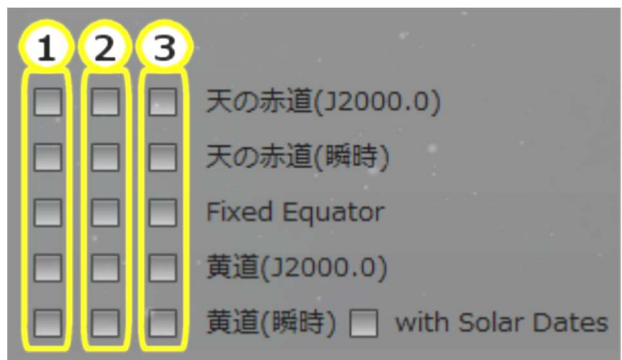 1 2 3
天の赤道(J2000.0)
天の赤道(瞬時)
Fixed Equator
黄道(J2000.0)
黄道(瞬時) with Solar Dates